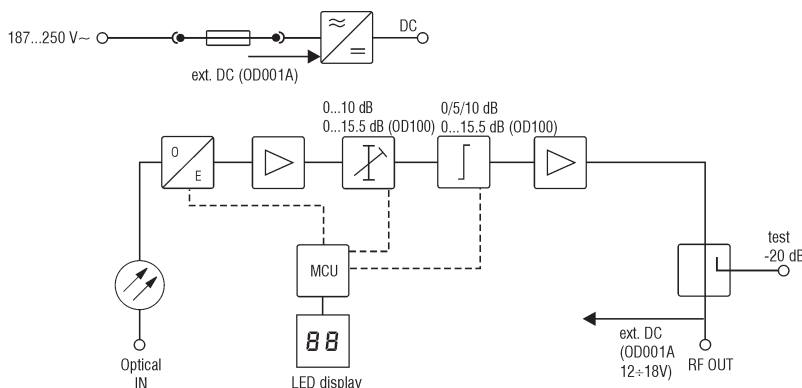 187...250 V~
DC
ext. DC (OD001A)
0...10 dB
0...15.5 dB (OD100)
0/5/10 dB
0...15.5 dB (OD100)
O
E
MCU
88
test
-20 dB
ext. DC
(OD001A
12÷18V)
RF OUT
Optical
IN
LED display